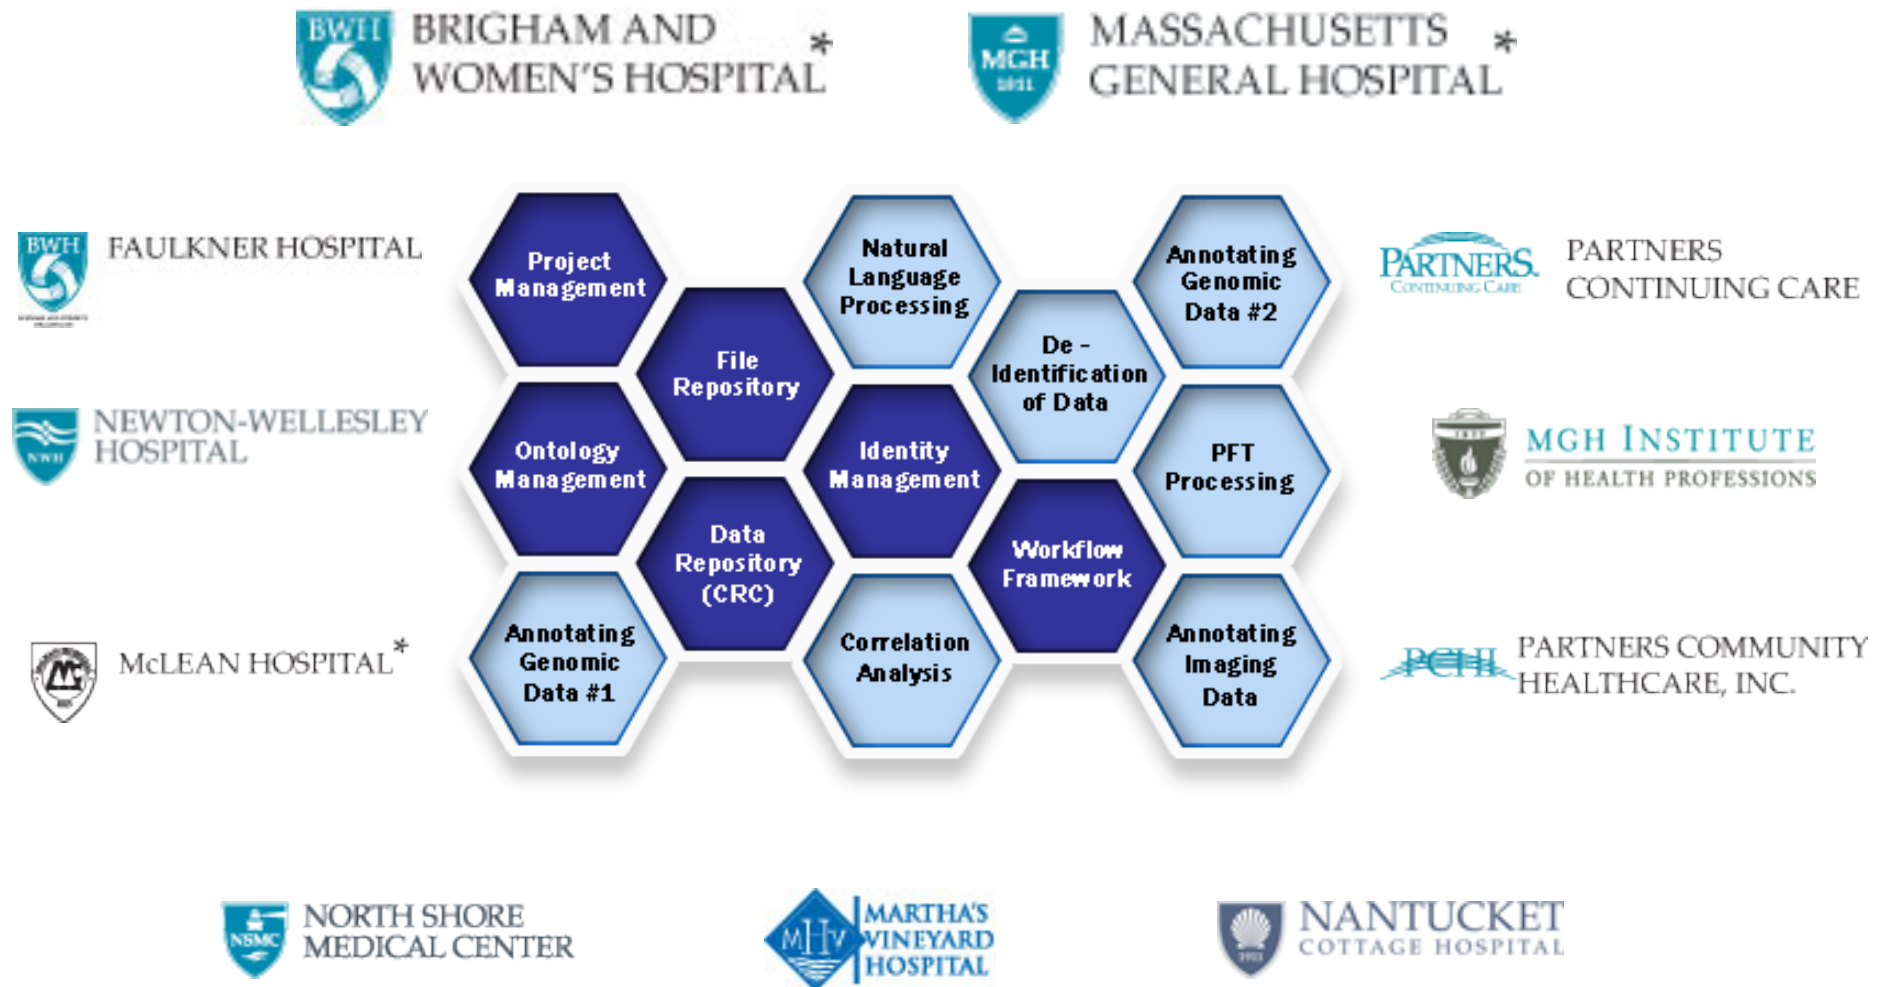 BWH
BRIGHAM AND
WOMEN'S HOSPITAL*
MGH
1811
MASSACHUSETTS
GENERAL HOSPITAL*
BWH
FAULKNER HOSPITAL
NWH
NEWTON-WELLESLEY
HOSPITAL
McLEAN HOSPITAL*
Project
Management
File
Repository
Ontology
Management
Data
Repository
(CRC)
Annotating
Genomic
Data #1
Natural
Language
Processing
Identity
Management
Correlation
Analysis
De -
Identification
of Data
Workflow
Framework
Annotating
Genomic
Data #2
PFT
Processing
Annotating
Imaging
Data
PARTNERS.
CONTINUING CARE
PARTNERS
CONTINUING CARE
MGH INSTITUTE
OF HEALTH PROFESSIONS
PCHI
PARTNERS COMMUNITY
HEALTHCARE, INC.
NSMC
NORTH SHORE
MEDICAL CENTER
MHV
MARTHA'S
VINEYARD
HOSPITAL
1911
NANTUCKET
COTTAGE HOSPITAL